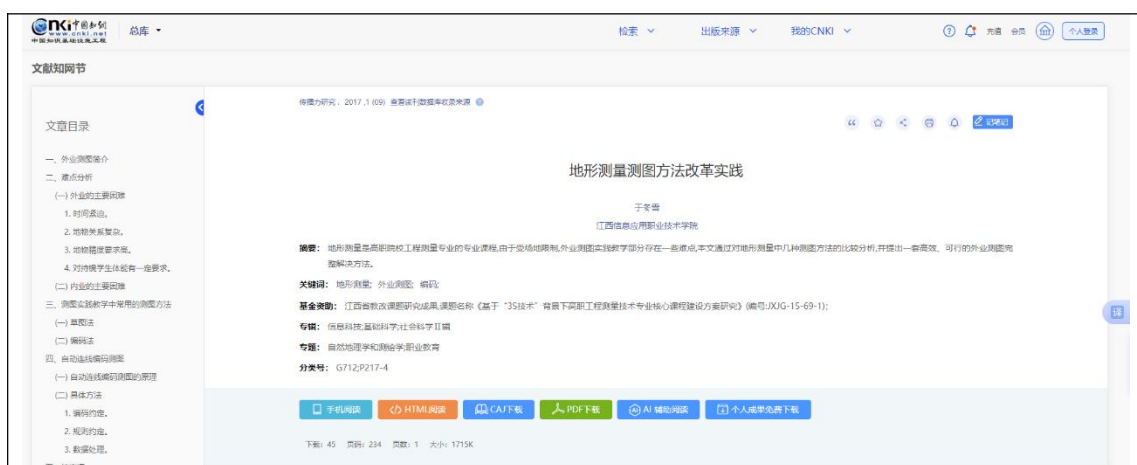 Cnki中国知网
www.cnki.net
中国知识基础设施工程
总库
检索
出版来源
我的CNKI
充值
会员
个人登录
文献知网节
文章目录
一、外业测图简介
二、难点分析
(一) 外业的主要困难
1. 时间紧迫。
2. 地物关系复杂。
3. 地物精度要求高。
4. 对持镜学生体能有一定要求。
(二) 内业的主要困难
三、测图实践教学中常用的测图方法
(一) 草图法
(二) 编码法
四、自动连线编码测图
(一) 自动连线编码测图的原理
(二) 具体方法
1. 编码约定。
2. 规则约定。
3. 数据处理。
传播力研究 . 2017 ,1 (09) 查看该刊数据库收录来源
记笔记
地形测量测图方法改革实践
于冬雪
江西信息应用职业技术学院
摘要: 地形测量是高职院校工程测量专业的专业课程,由于受场地限制,外业测图实践教学部分存在一些难点,本文通过对地形测量中几种测图方法的比较分析,并提出一套高效、可行的外业测图完
整解决方法。
关键词: 地形测量; 外业测图; 编码;
基金资助: 江西省教改课题研究成果,课题名称《基于“3S技术”背景下高职工程测量技术专业核心课程建设方案研究》(编号:JXJG-15-69-1);
专辑: 信息科技;基础科学;社会科学Ⅱ辑
专题: 自然地理学和测绘学;职业教育
分类号: G712;P217-4
手机阅读
HTML阅读
CAJ下载
PDF下载
AI 辅助阅读
个人成果免费下载
下载: 45 页码: 234 页数: 1 大小: 1715K
译